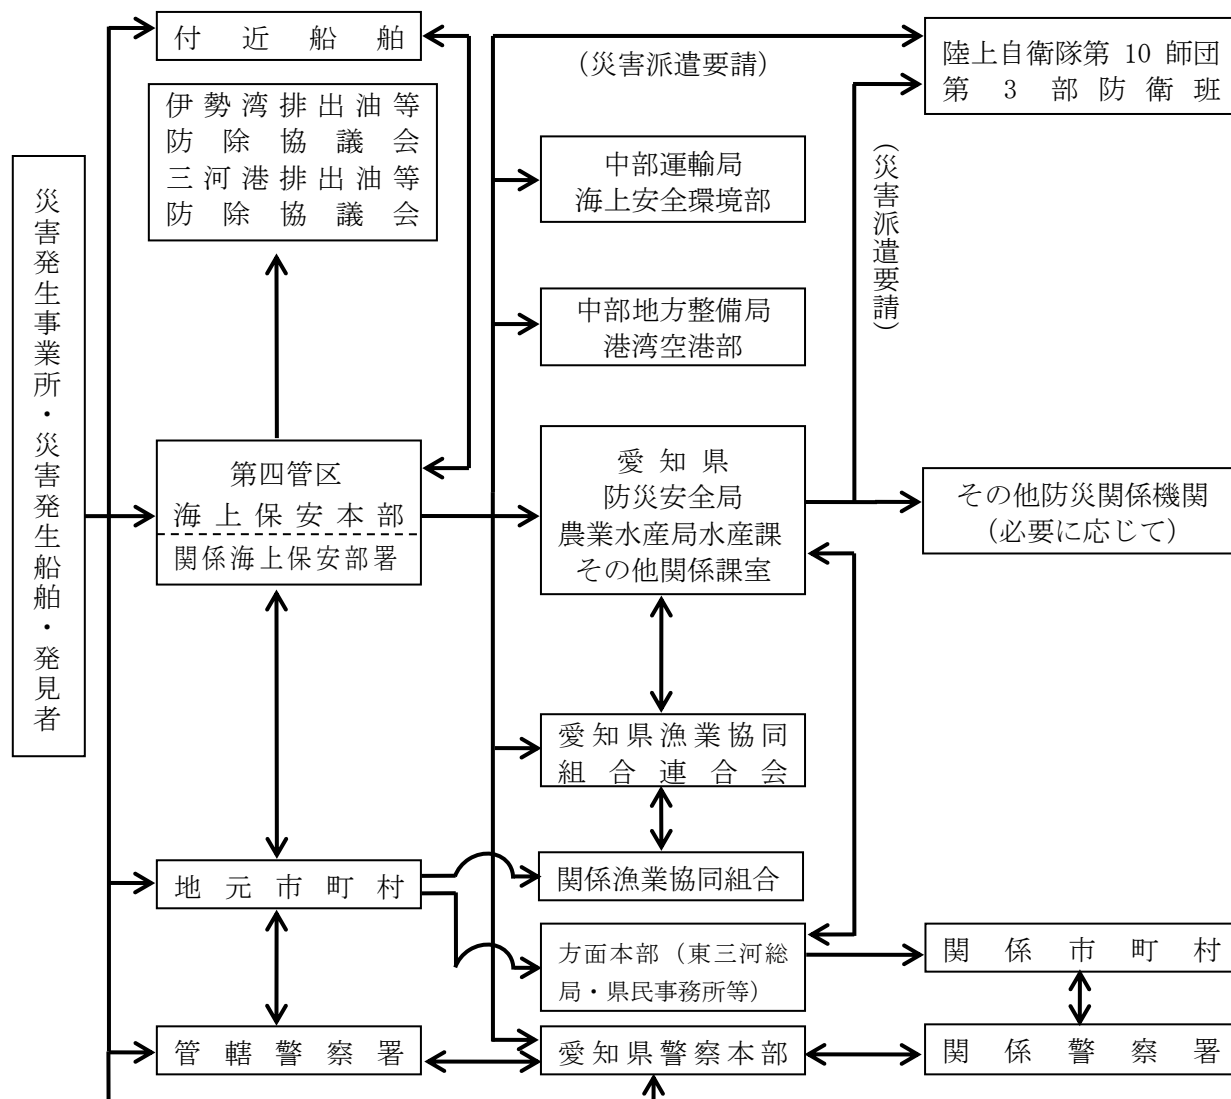 災害発生事業所・災害発生船舶・発見者
付近船舶
伊勢湾排出油等
防除協議会
三河港排出油等
防除協議会
第四管区
海上保安本部
関係海上保安部署
地元市町村
管轄警察署
(災害派遣要請)
中部運輸局
海上安全環境部
中部地方整備局
港湾空港部
愛知県
防災安全局
農業水産局水産課
その他関係課室
愛知県漁業協同
組合連合会
関係漁業協同組合
方面本部（東三河総
局・県民事務所等）
愛知県警察本部
陸上自衛隊第 10 師団
第 3 部防衛班
(災害派遣要請)
その他防災関係機関
(必要に応じて)
関係市町村
関係警察署